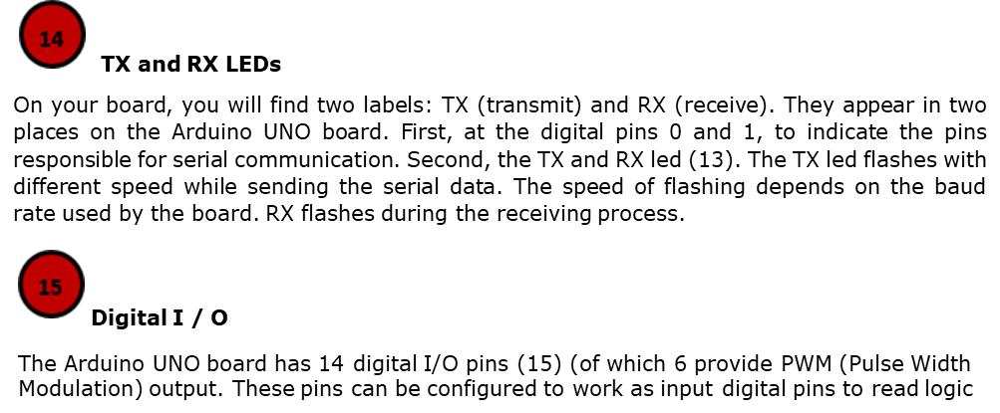 14
TX and RX LEDs
On your board, you will find two labels: TX (transmit) and RX (receive). They appear in two
places on the Arduino UNO board. First, at the digital pins 0 and 1, to indicate the pins
responsible for serial communication. Second, the TX and RX led (13). The TX led flashes with
different speed while sending the serial data. The speed of flashing depends on the baud
rate used by the board. RX flashes during the receiving process.
15
Digital I / O
The Arduino UNO board has 14 digital I/O pins (15) (of which 6 provide PWM (Pulse Width
Modulation) output. These pins can be configured to work as input digital pins to read logic